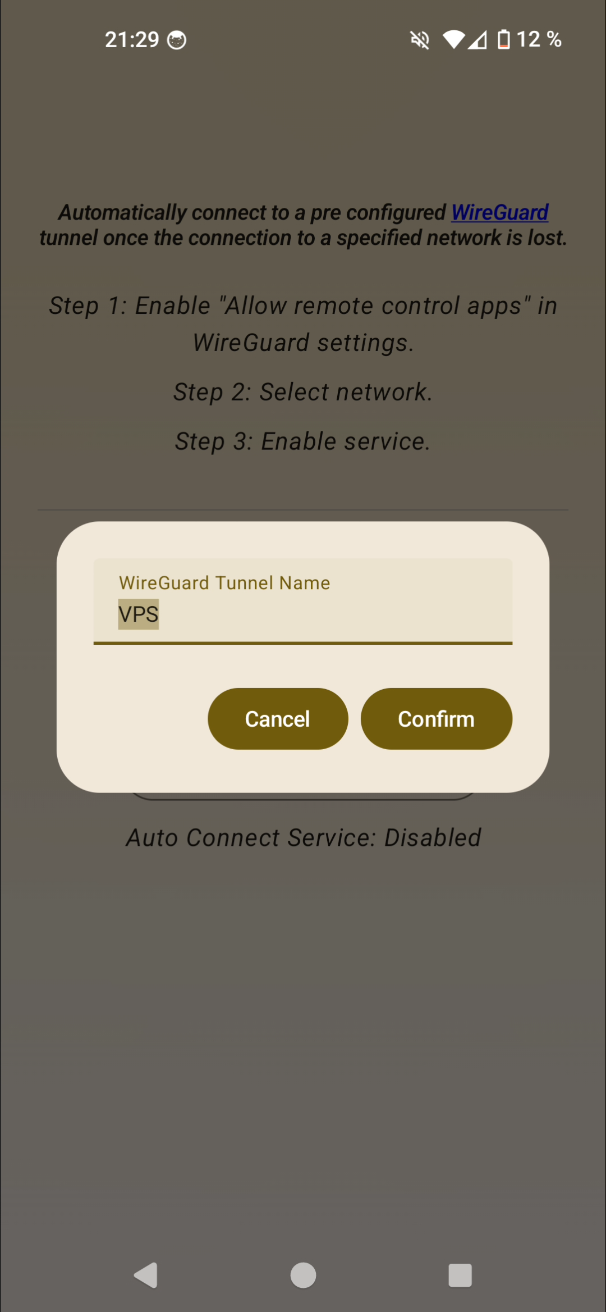 21:29 12 %
Automatically connect to a pre configured WireGuard
tunnel once the connection to a specified network is lost.
Step 1: Enable "Allow remote control apps" in
WireGuard settings.
Step 2: Select network.
Step 3: Enable service.
WireGuard Tunnel Name
VPS
Cancel Confirm
Auto Connect Service: Disabled